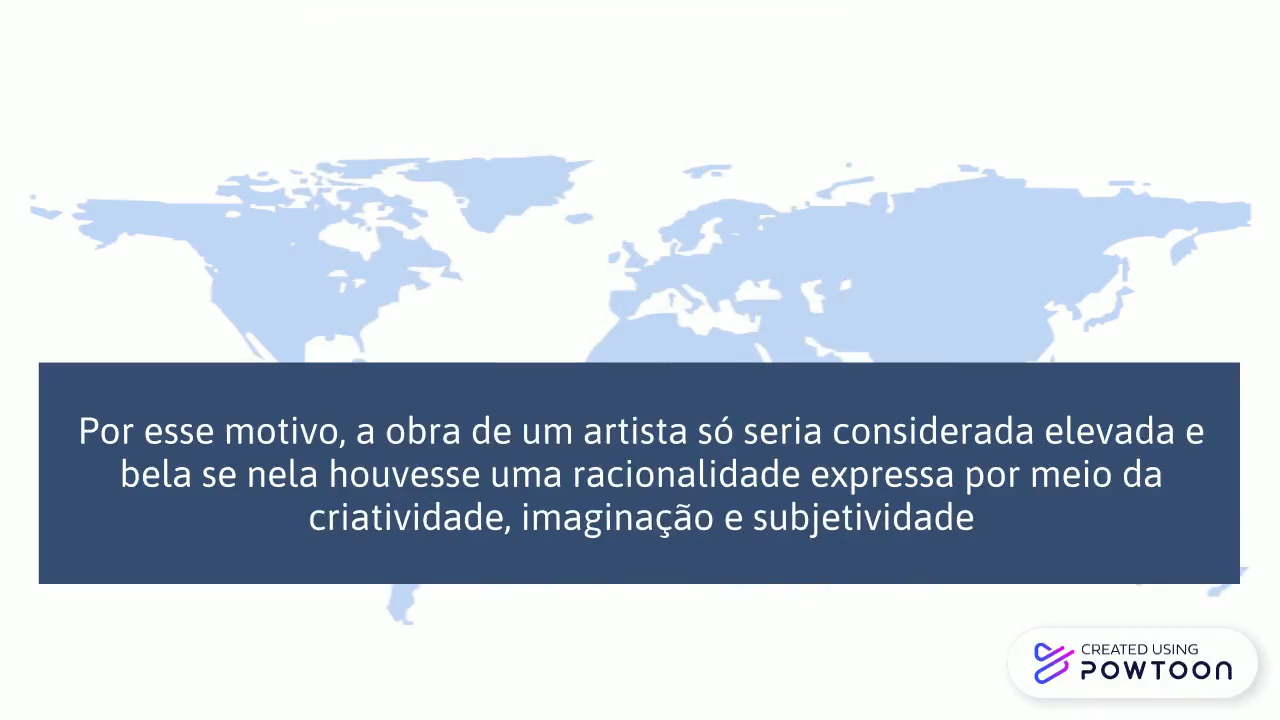 Por esse motivo, a obra de um artista só seria considerada elevada e
bela se nela houvesse uma racionalidade expressa por meio da
criatividade, imaginação e subjetividade
CREATED USING
POWTOON